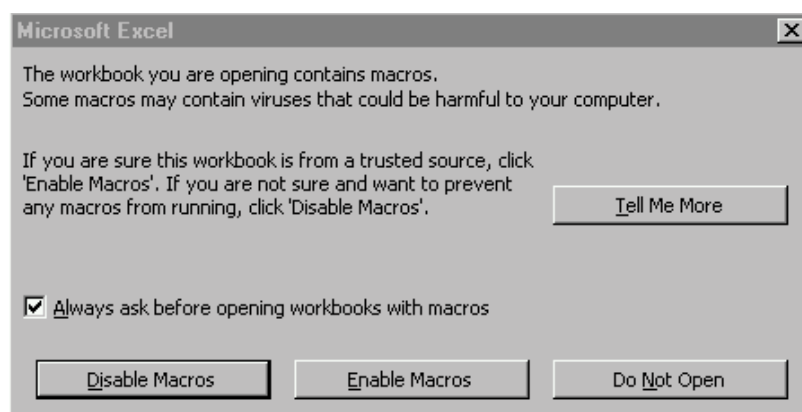 Microsoft Excel
The workbook you are opening contains macros.
Some macros may contain viruses that could be harmful to your computer.
If you are sure this workbook is from a trusted source, click
'Enable Macros'. If you are not sure and want to prevent
any macros from running, click 'Disable Macros'.
Tell Me More
Always ask before opening workbooks with macros
Disable Macros
Enable Macros
Do Not Open